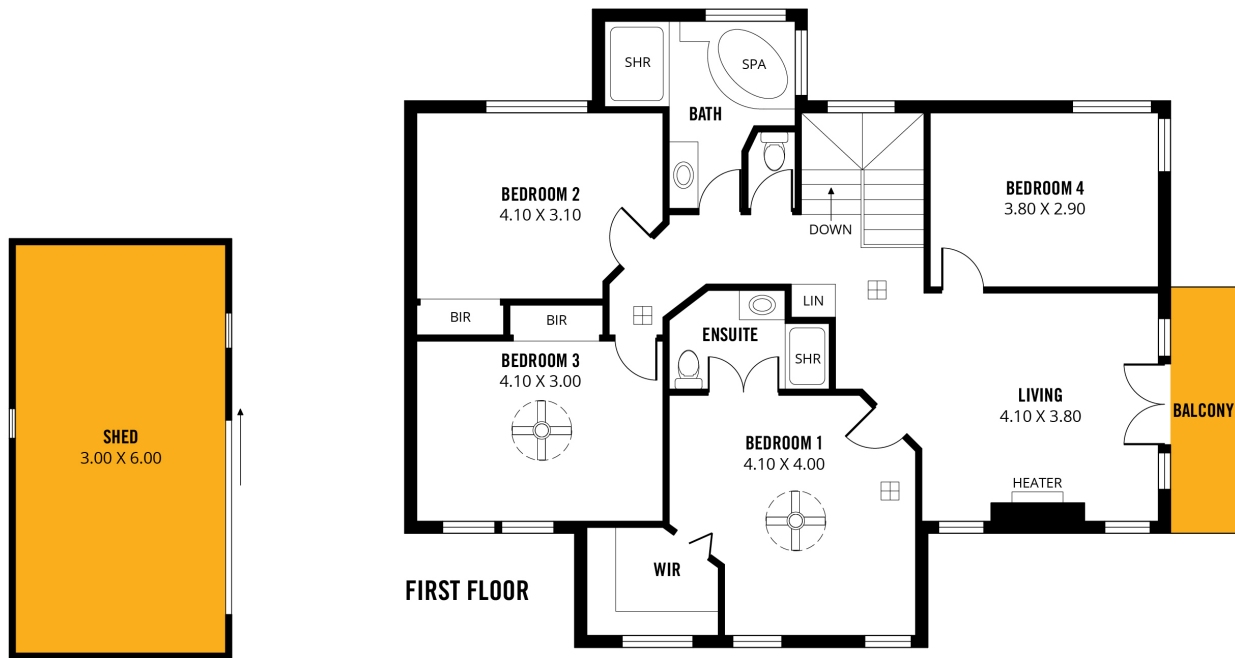 SHR
SPA
BATH
BEDROOM 2
4.10 X 3.10
BEDROOM 4
3.80 X 2.90
DOWN
BIR
BIR
LIN
ENSUITE
SHR
BEDROOM 3
4.10 X 3.00
LIVING
4.10 X 3.80
BALCONY
SHED
3.00 X 6.00
BEDROOM 1
4.10 X 4.00
HEATER
WIR
FIRST FLOOR